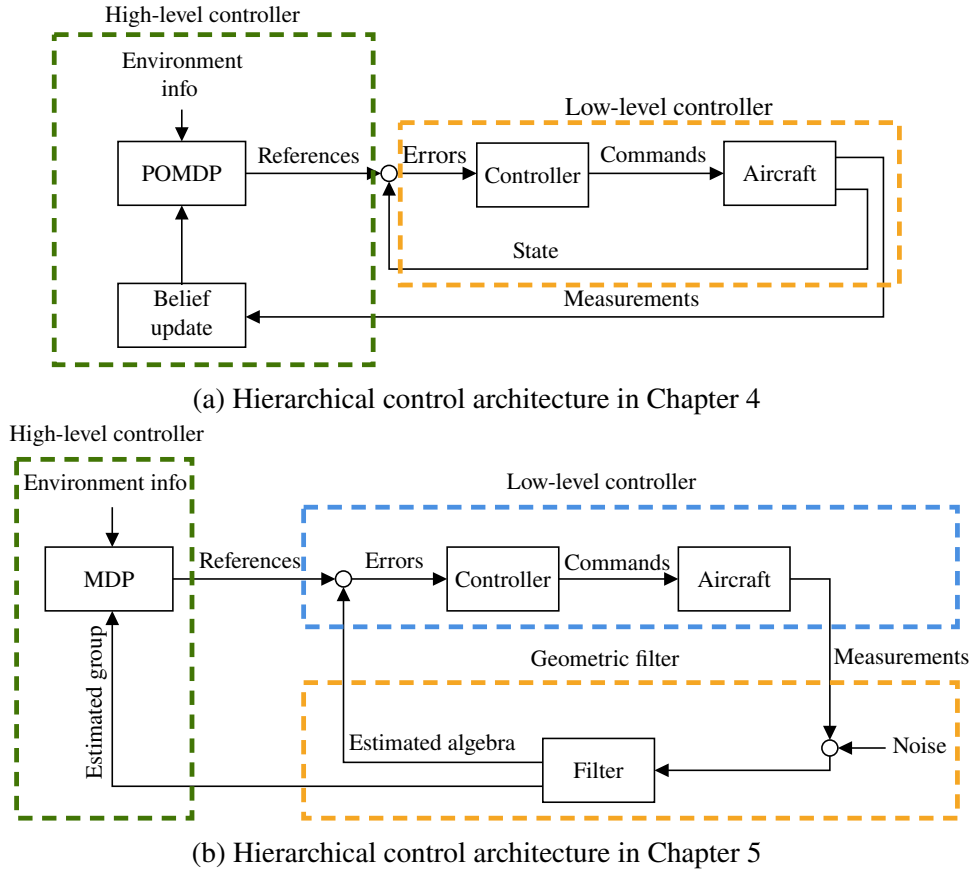 High-level controller
Environment
info
Low-level controller
References
Errors
Commands
POMDP
Controller
Aircraft
State
Belief
update
Measurements
(a) Hierarchical control architecture in Chapter 4
High-level controller
Environment info
Low-level controller
References
Errors
Commands
MDP
Controller
Aircraft
Geometric filter
Measurements
Estimated group
Estimated algebra
Noise
Filter
(b) Hierarchical control architecture in Chapter 5